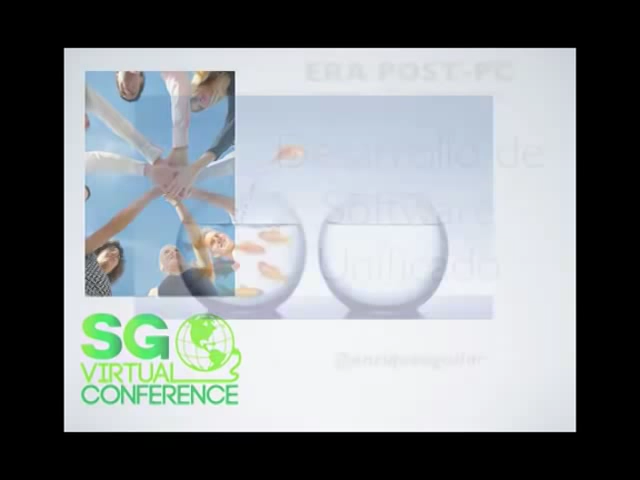 ERA POST-PC
Desarrollo de
Software
Unificado
SG
VIRTUAL
CONFERENCE